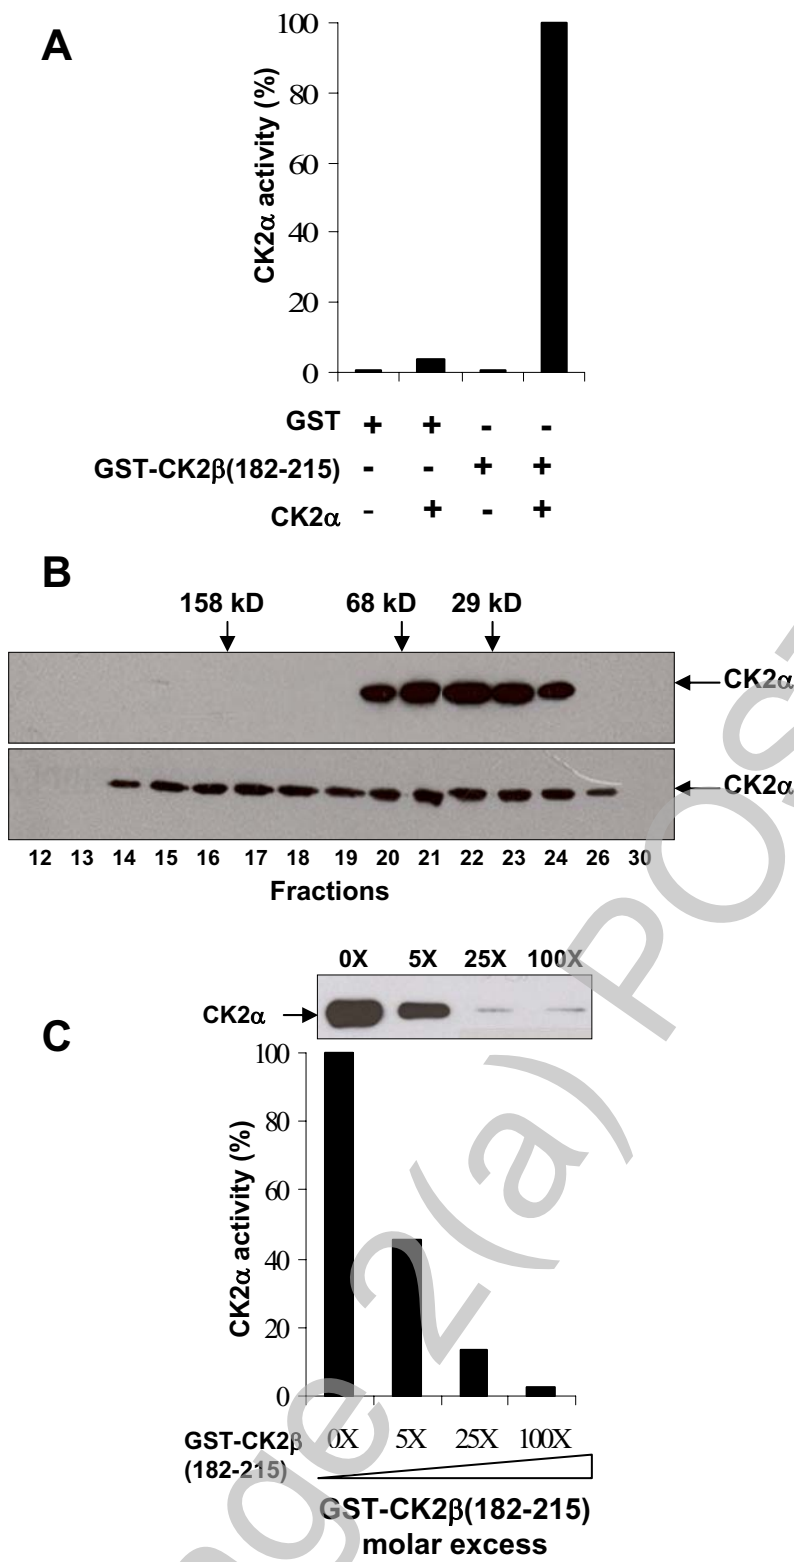 A
100
80
60
40
20
0
CK2α activity (%)
GST + + - -
GST-CK2β(182-215) - - + +
CK2α - + - +
B
158 kD 68 kD 29 kD
CK2α
CK2α
12 13 14 15 16 17 18 19 20 21 22 23 24 26 30
Fractions
0X 5X 25X 100X
CK2α
C
100
80
60
40
20
0
CK2α activity (%)
GST-CK2β 0X 5X 25X 100X
(182-215)
GST-CK2β(182-215)
molar excess
age 2(a) POST